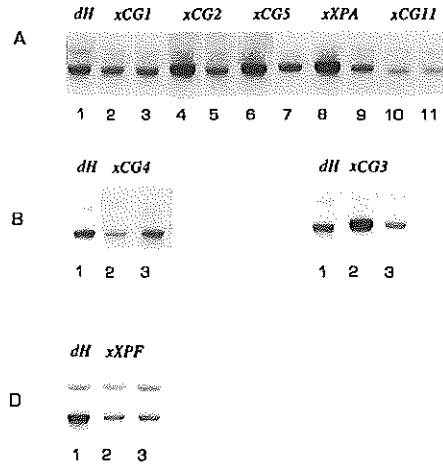 dH xCG1 xCG2 xCG5 xXPA xCG11
A
1 2 3 4 5 6 7 8 9 10 11
dH xCG4 dH xCG3
B
1 2 3 1 2 3
dH xXPF
D
1 2 3